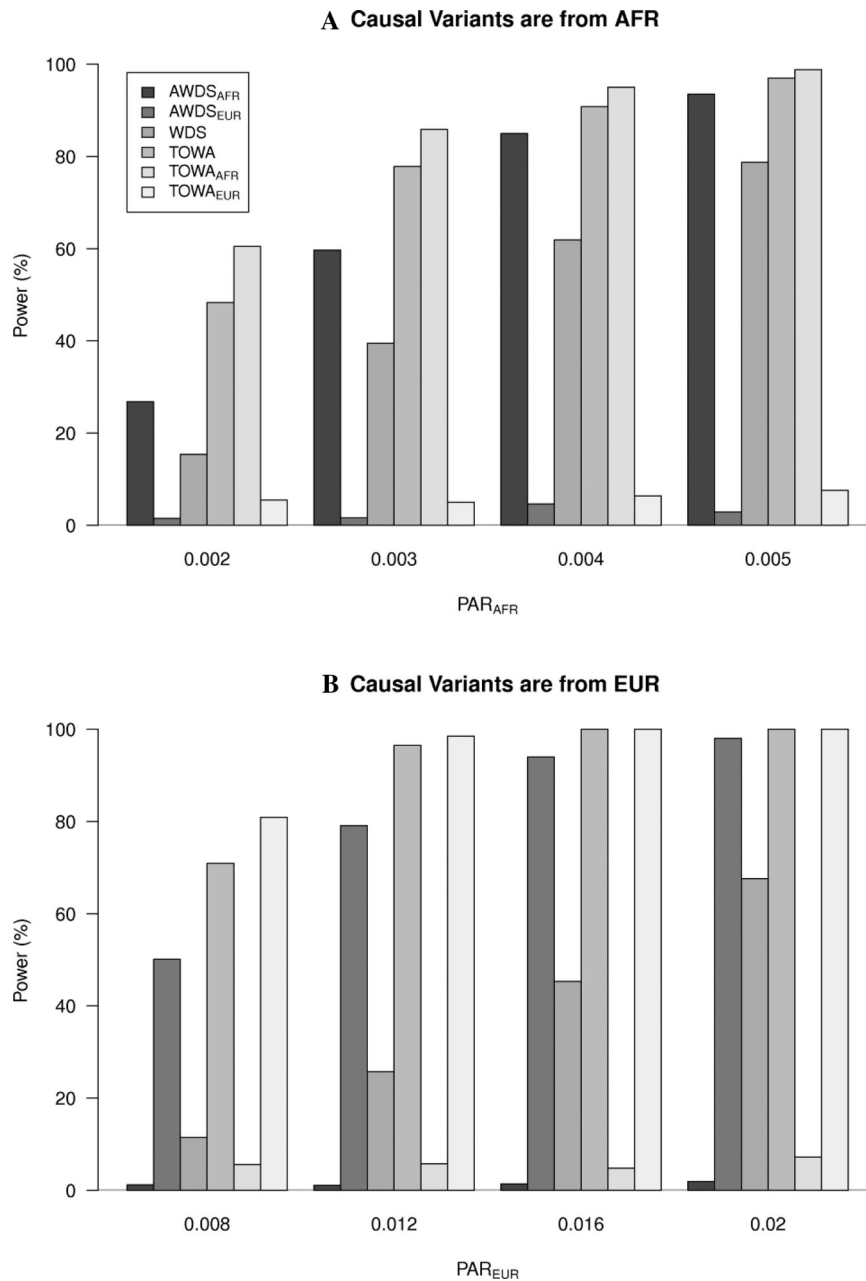 A Causal Variants are from AFR
100
80
60
40
20
0
Power (%)
AWDS_AFR
AWDS_EUR
WDS
TOWA
TOWA_AFR
TOWA_EUR
0.002 0.003 0.004 0.005
PAR_AFR
B Causal Variants are from EUR
100
80
60
40
20
0
Power (%)
0.008 0.012 0.016 0.02
PAR_EUR